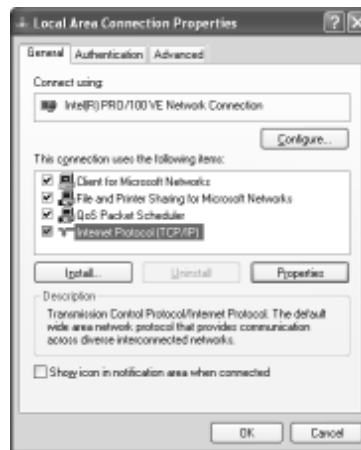 Local Area Connection Properties
General Authentication Advanced
Connect using:
Intel(R) PRO/100 VE Network Connection
Configure...
This connection uses the following items:
Client for Microsoft Networks
File and Printer Sharing for Microsoft Networks
QoS Packet Scheduler
Internet Protocol (TCP/IP)
Install... Uninstall Properties
Description
Transmission Control Protocol/Internet Protocol. The default
wide area network protocol that provides communication
across diverse interconnected networks.
Show icon in notification area when connected
OK Cancel